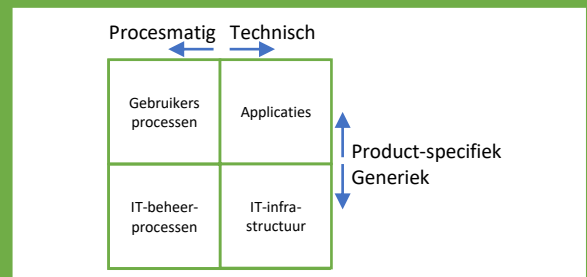 Procesmatig Technisch
Gebruikers
processen
Applicaties
Product-specifiek
Generiek
IT-beheer-
processen
IT-infra-
structuur